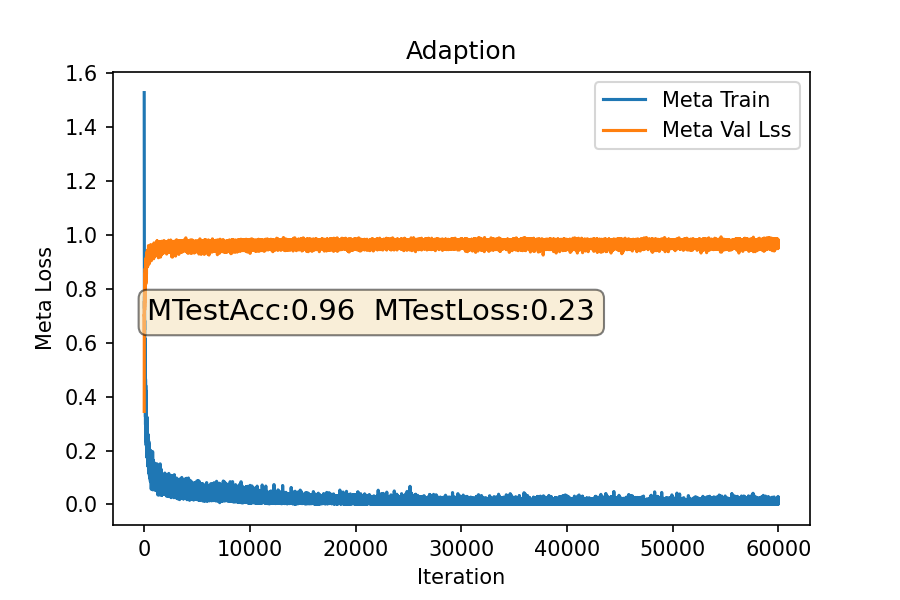 Adaption
Meta Train
Meta Val Lss
MTestAcc:0.96 MTestLoss:0.23
Meta Loss
1.6
1.4
1.2
1.0
0.8
0.6
0.4
0.2
0.0
0 10000 20000 30000 40000 50000 60000
Iteration